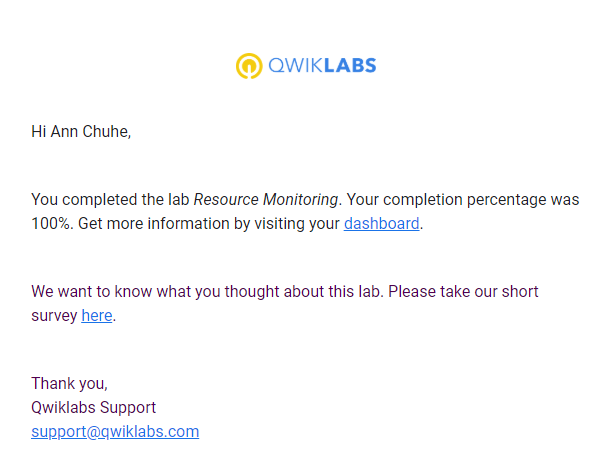 QWIKLABS
Hi Ann Chuhe,
You completed the lab Resource Monitoring. Your completion percentage was
100%. Get more information by visiting your dashboard.
We want to know what you thought about this lab. Please take our short
survey here.
Thank you,
Qwiklabs Support
support@qwiklabs.com